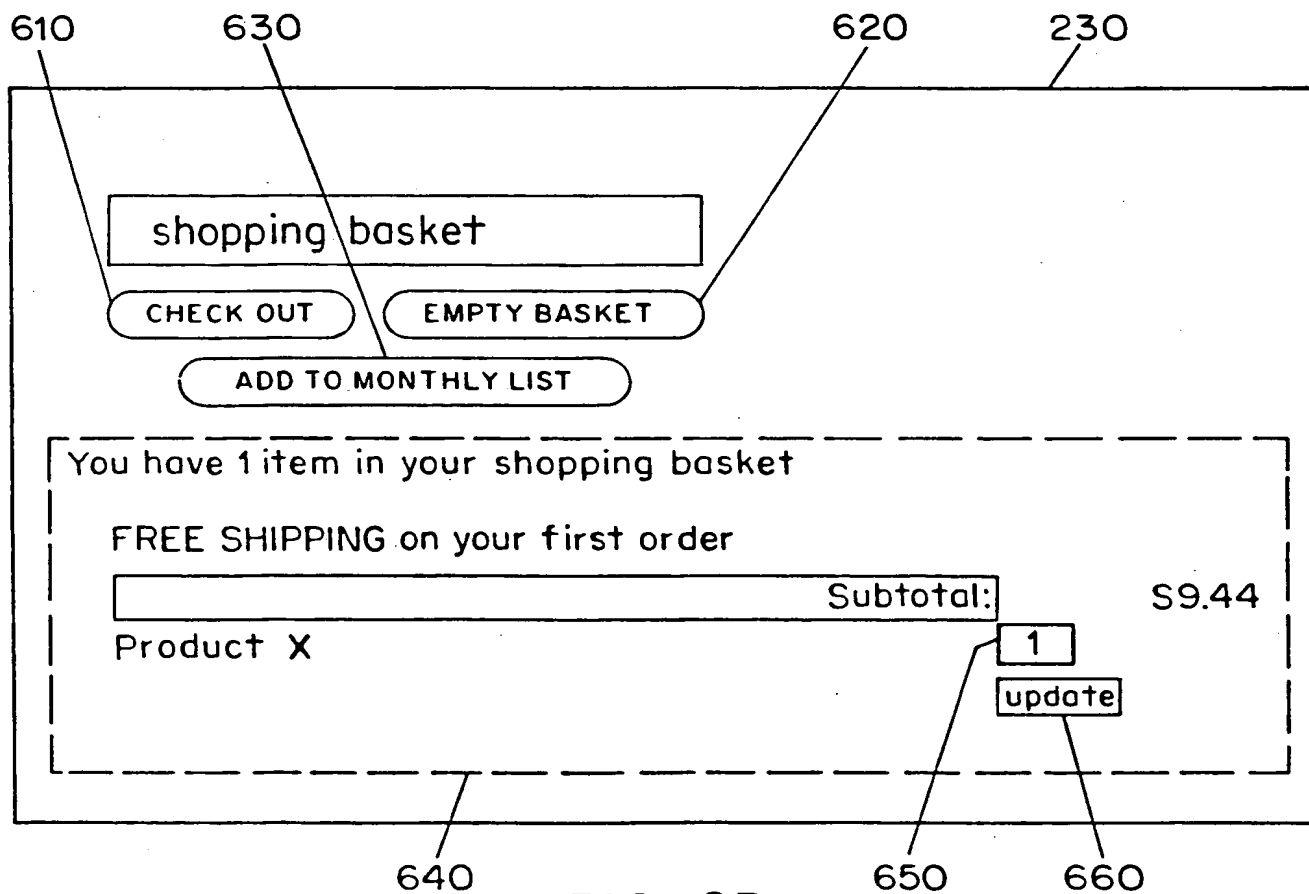 610 630 620 230
shopping basket
CHECK OUT EMPTY BASKET
ADD TO MONTHLY LIST
You have 1 item in your shopping basket
FREE SHIPPING on your first order
Subtotal: S9.44
Product X 1
update
640 650 660